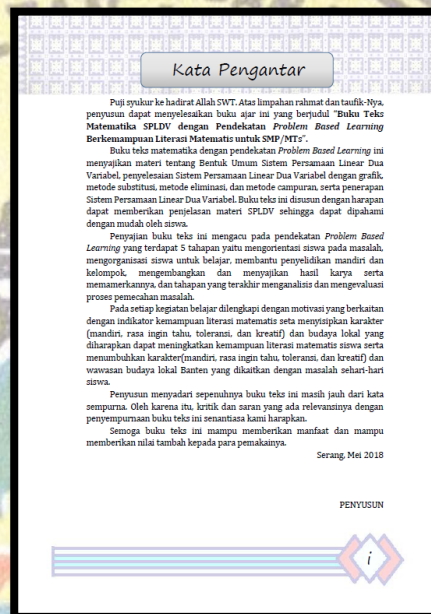 Kata Pengantar
Puji syukur ke hadirat Allah SWT. Atas limpahan rahmat dan taufik-Nya,
penyusun dapat menyelesaikan buku ajar ini yang berjudul "Buku Teks
Matematika SPLDV dengan Pendekatan Problem Based Learning
Berkemampuan Literasi Matematis untuk SMP/MTs".
Buku teks matematika dengan pendekatan Problem Based Learning ini
menyajikan materi tentang Bentuk Umum Sistem Persamaan Linear Dua
Variabel, penyelesaian Sistem Persamaan Linear Dua Variabel dengan grafik,
metode substitusi, metode eliminasi, dan metode campuran, serta penerapan
Sistem Persamaan Linear Dua Variabel. Buku teks ini disusun dengan harapan
dapat memberikan penjelasan materi SPLDV sehingga dapat dipahami
dengan mudah oleh siswa.
Penyajian buku teks ini mengacu pada pendekatan Problem Based
Learning yang terdapat 5 tahapan yaitu mengorientasi siswa pada masalah,
mengorganisasi siswa untuk belajar, membantu penyelidikan mandiri dan
kelompok, mengembangkan dan menyajikan hasil karya serta
memamerkannya, dan tahapan yang terakhir menganalisis dan mengevaluasi
proses pemecahan masalah.
Pada setiap kegiatan belajar dilengkapi dengan motivasi yang berkaitan
dengan indikator kemampuan literasi matematis seta menyisipkan karakter
(mandiri, rasa ingin tahu, toleransi, dan kreatif) dan budaya lokal yang
diharapkan dapat meningkatkan kemampuan literasi matematis siswa serta
menumbuhkan karakter(mandiri, rasa ingin tahu, toleransi, dan kreatif) dan
wawasan budaya lokal Banten yang dikaitkan dengan masalah sehari-hari
siswa.
Penyusun menyadari sepenuhnya buku teks ini masih jauh dari kata
sempurna. Oleh karena itu, kritik dan saran yang ada relevansinya dengan
penyempurnaan buku teks ini senantiasa kami harapkan.
Semoga buku teks ini mampu memberikan manfaat dan mampu
memberikan nilai tambah kepada para pemakainya.
Serang, Mei 2018
PENYUSUN
i